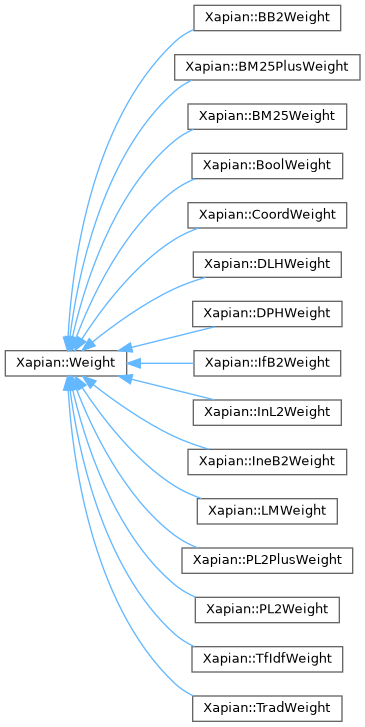 Xapian::BB2Weight
Xapian::BM25PlusWeight
Xapian::BM25Weight
Xapian::BoolWeight
Xapian::CoordWeight
Xapian::DLHWeight
Xapian::DPHWeight
Xapian::Weight
Xapian::IfB2Weight
Xapian::InL2Weight
Xapian::IneB2Weight
Xapian::LMWeight
Xapian::PL2PlusWeight
Xapian::PL2Weight
Xapian::TfIdfWeight
Xapian::TradWeight